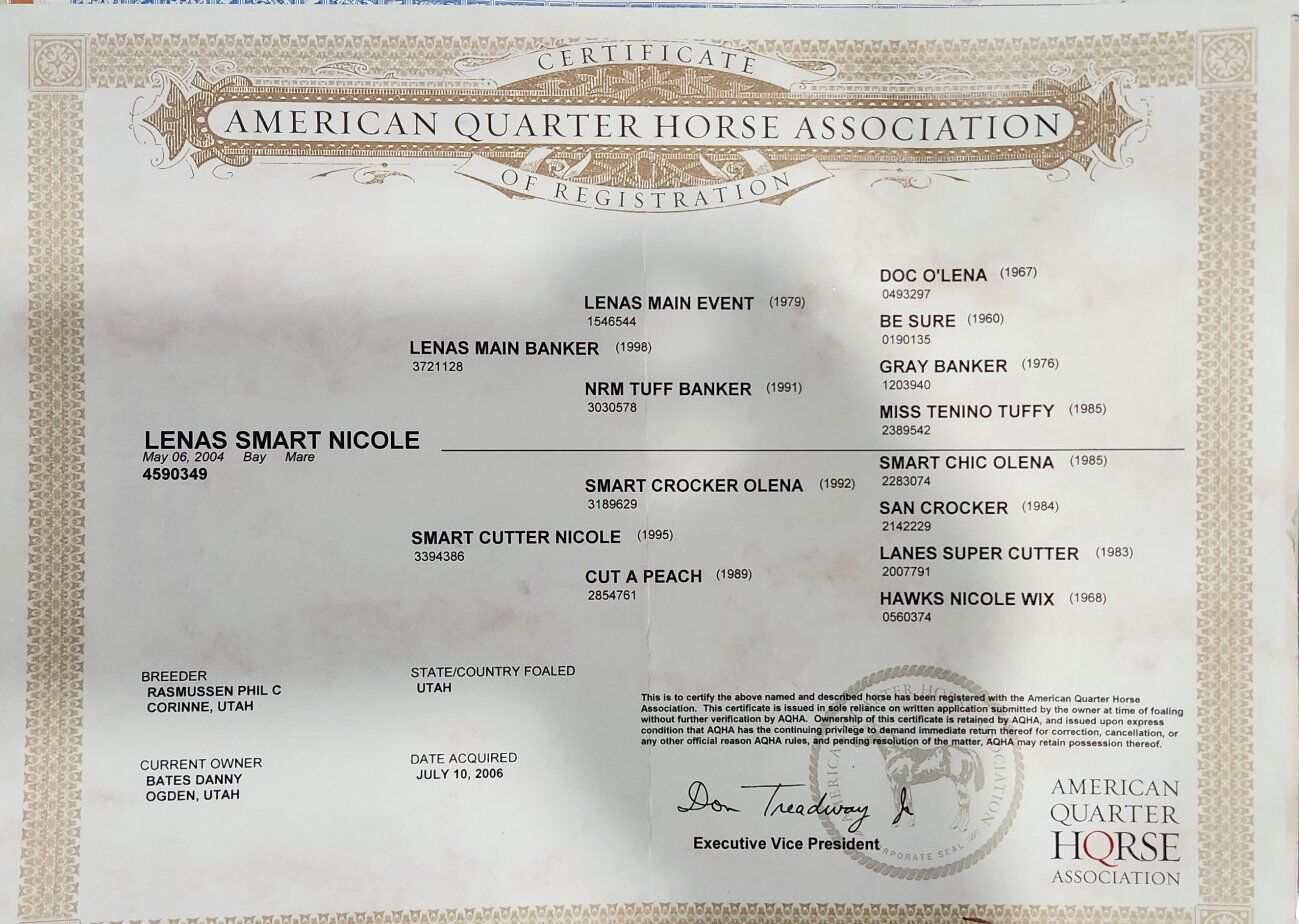 CERTIFICATE
AMERICAN QUARTER HORSE ASSOCIATION
OF REGISTRATION
DOC O'LENA (1967)
0493297
LENAS MAIN EVENT (1979)
1546544
BE SURE (1960)
0190135
LENAS MAIN BANKER (1998)
3721128
GRAY BANKER (1976)
1203940
NRM TUFF BANKER (1991)
3030578
MISS TENINO TUFFY (1985)
2389542
LENAS SMART NICOLE
May 06, 2004 Bay Mare
4590349
SMART CHIC OLENA (1985)
2283074
SMART CROCKER OLENA (1992)
3189629
SAN CROCKER (1984)
2142229
SMART CUTTER NICOLE (1995)
3394386
LANES SUPER CUTTER (1983)
2007791
CUT A PEACH (1989)
2854761
HAWKS NICOLE WIX (1968)
0560374
BREEDER
RASMUSSEN PHIL C
CORINNE, UTAH
STATE/COUNTRY FOALED
UTAH
CURRENT OWNER
BATES DANNY
OGDEN, UTAH
DATE ACQUIRED
JULY 10, 2006
This is to certify the above named and described horse has been registered with the American Quarter Horse
Association. This certificate is issued in sole reliance on written application submitted by the owner at time of foaling
without further verification by AQHA. Ownership of this certificate is retained by AQHA, and issued upon express
condition that AQHA has the continuing privilege to demand immediate return thereof for correction, cancellation, or
any other official reason AQHA rules, and pending resolution of the matter, AQHA may retain possession thereof.
Don Treadway Jr
Executive Vice President
AMERICAN
QUARTER
HORSE
ASSOCIATION